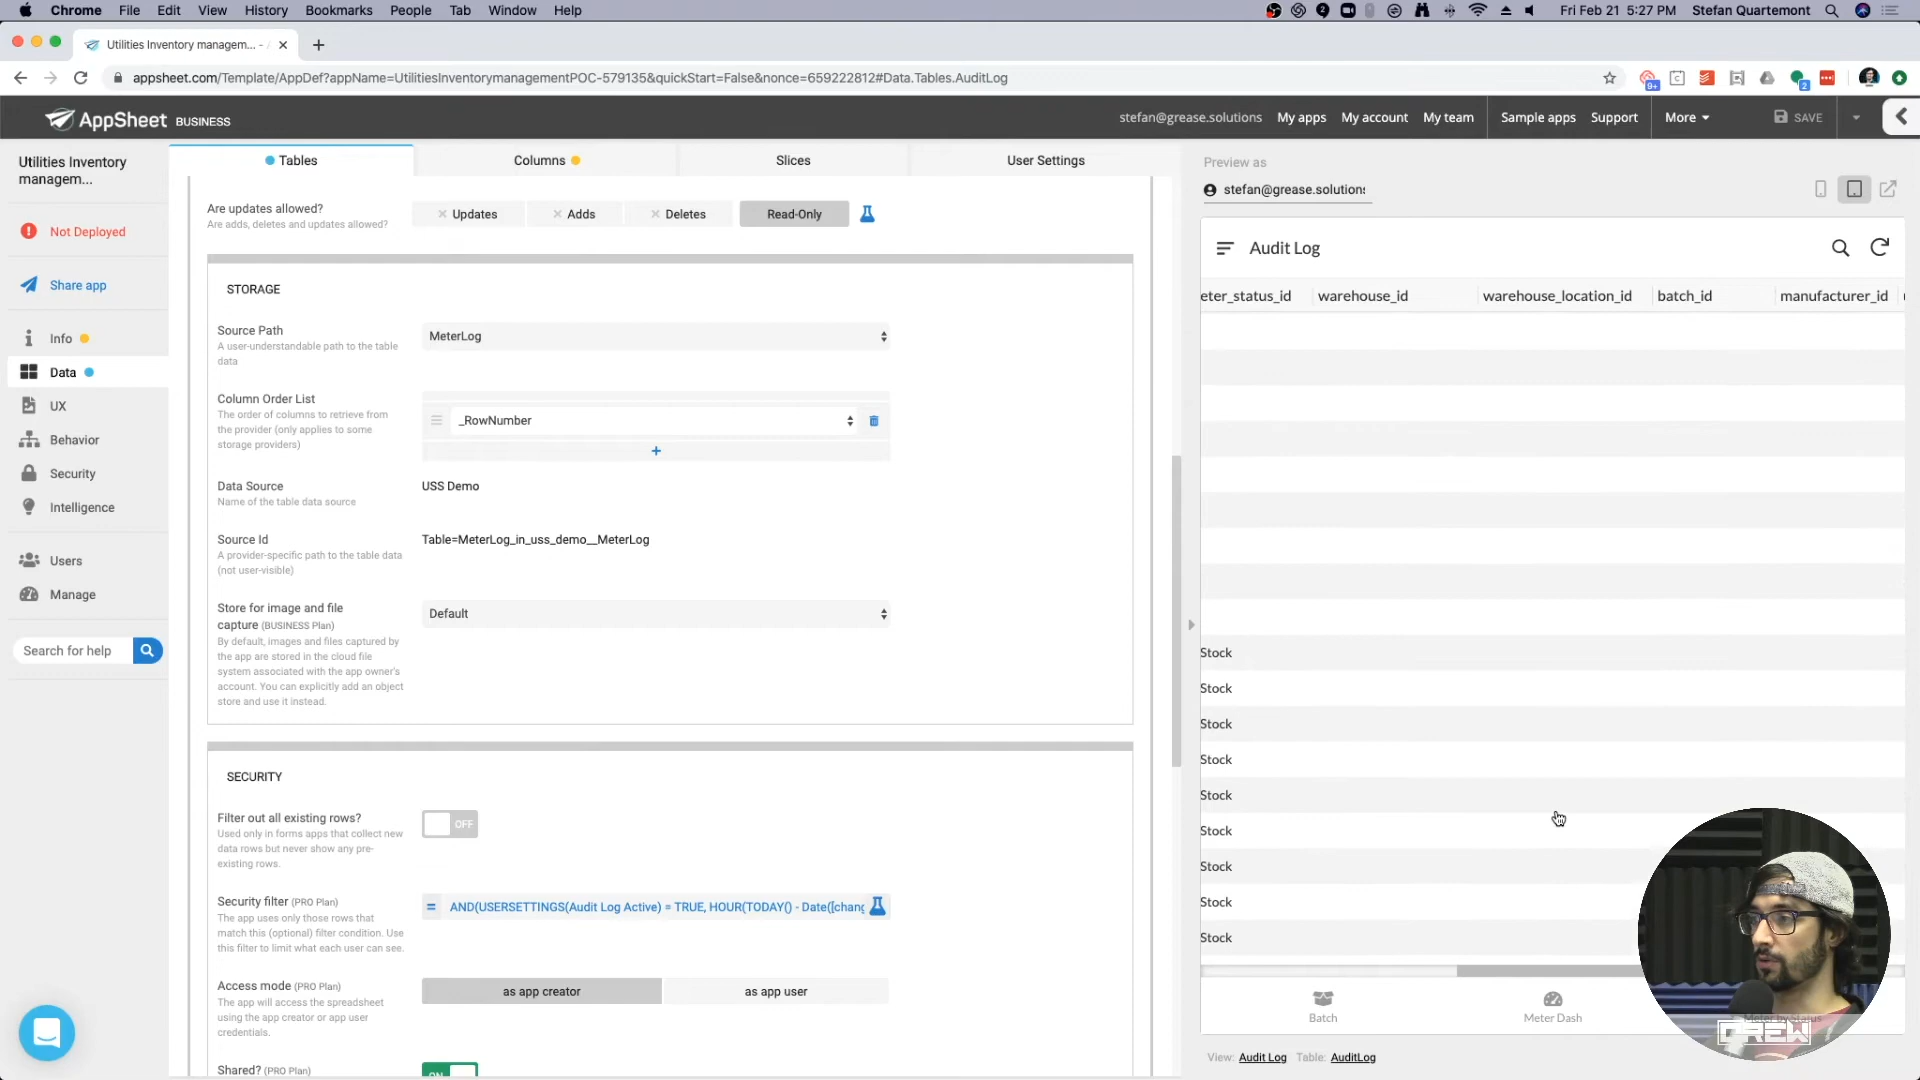 Chrome File Edit View History Bookmarks People Tab Window Help
Fri Feb 21 5:27 PM Stefan Quartemont
Utilities Inventory managem... -
appsheet.com/Template/AppDef?appName=UtilitiesInventorymanagementPOC-579135&quickStart=False&nonce=659222812#Data.Tables.AuditLog
9+
2
AppSheet BUSINESS
stefan@grease.solutions My apps My account My team Sample apps Support More SAVE
Utilities Inventory
managem...
Not Deployed
Share app
Info
Data
UX
Behavior
Security
Intelligence
Users
Manage
Search for help
Tables Columns Slices User Settings
Are updates allowed?
Are adds, deletes and updates allowed?
Updates Adds Deletes Read-Only
STORAGE
Source Path
A user-understandable path to the table
data
MeterLog
Column Order List
The order of columns to retrieve from
the provider (only applies to some
storage providers)
_RowNumber
+
Data Source
Name of the table data source
USS Demo
Source Id
A provider-specific path to the table data
(not user-visible)
Table=MeterLog_in_uss_demo__MeterLog
Store for image and file
capture (BUSINESS Plan)
By default, images and files captured by
the app are stored in the cloud file
system associated with the app owner's
account. You can explicitly add an object
store and use it instead.
Default
SECURITY
Filter out all existing rows?
Used only in forms apps that collect new
data rows but never show any pre-
existing rows.
OFF
Security filter (PRO Plan)
The app uses only those rows that
match this (optional) filter condition. Use
this filter to limit what each user can see.
= AND(USERSETTINGS(Audit Log Active) = TRUE, HOUR(TODAY() - Date([chang
Access mode (PRO Plan)
The app will access the spreadsheet
using the app creator or app user
credentials.
as app creator as app user
Shared? (PRO Plan)
ON
Preview as
stefan@grease.solutions
Audit Log
eter_status_id warehouse_id warehouse_location_id batch_id manufacturer_id
Stock
Stock
Stock
Stock
Stock
Stock
Stock
Stock
Stock
Batch
Meter Dash
Meter by Status
View: Audit Log Table: AuditLog
QREW